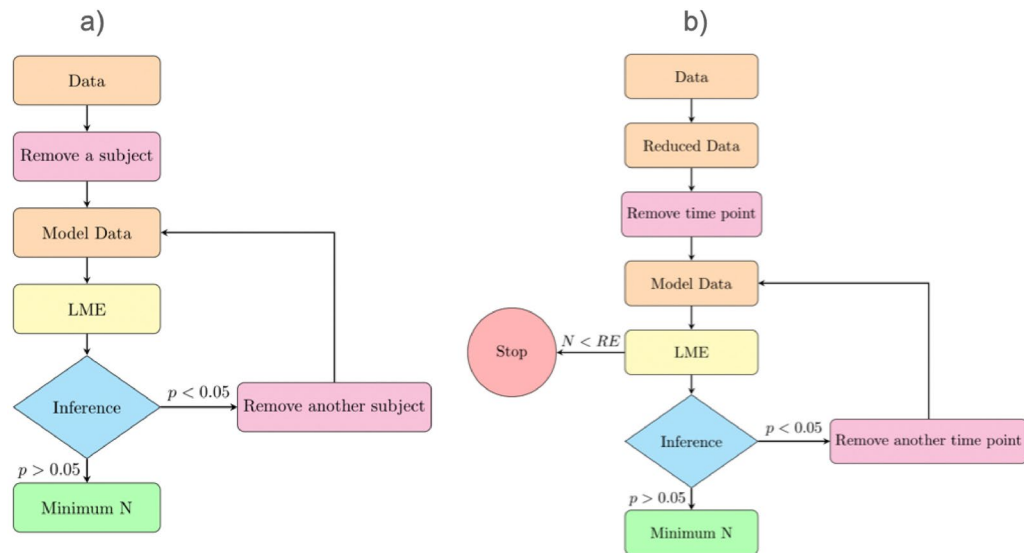 a)
Data
Remove a subject
Model Data
LME
Inference
p < 0.05
Remove another subject
p > 0.05
Minimum N
b)
Data
Reduced Data
Remove time point
Model Data
Stop
N < RE
LME
Inference
p < 0.05
Remove another time point
p > 0.05
Minimum N